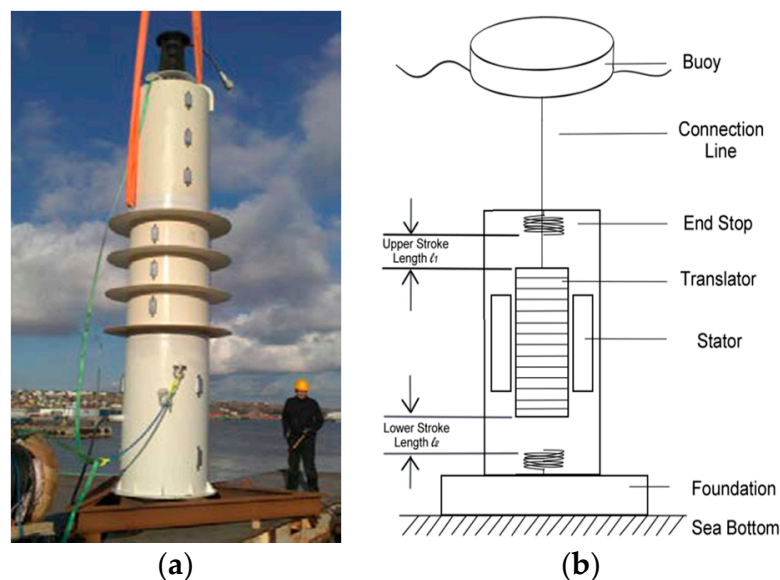 Buoy
Connection
Line
Upper Stroke
Length ℓ1
End Stop
Translator
Stator
Lower Stroke
Length ℓ2
Foundation
Sea Bottom
(a)
(b)